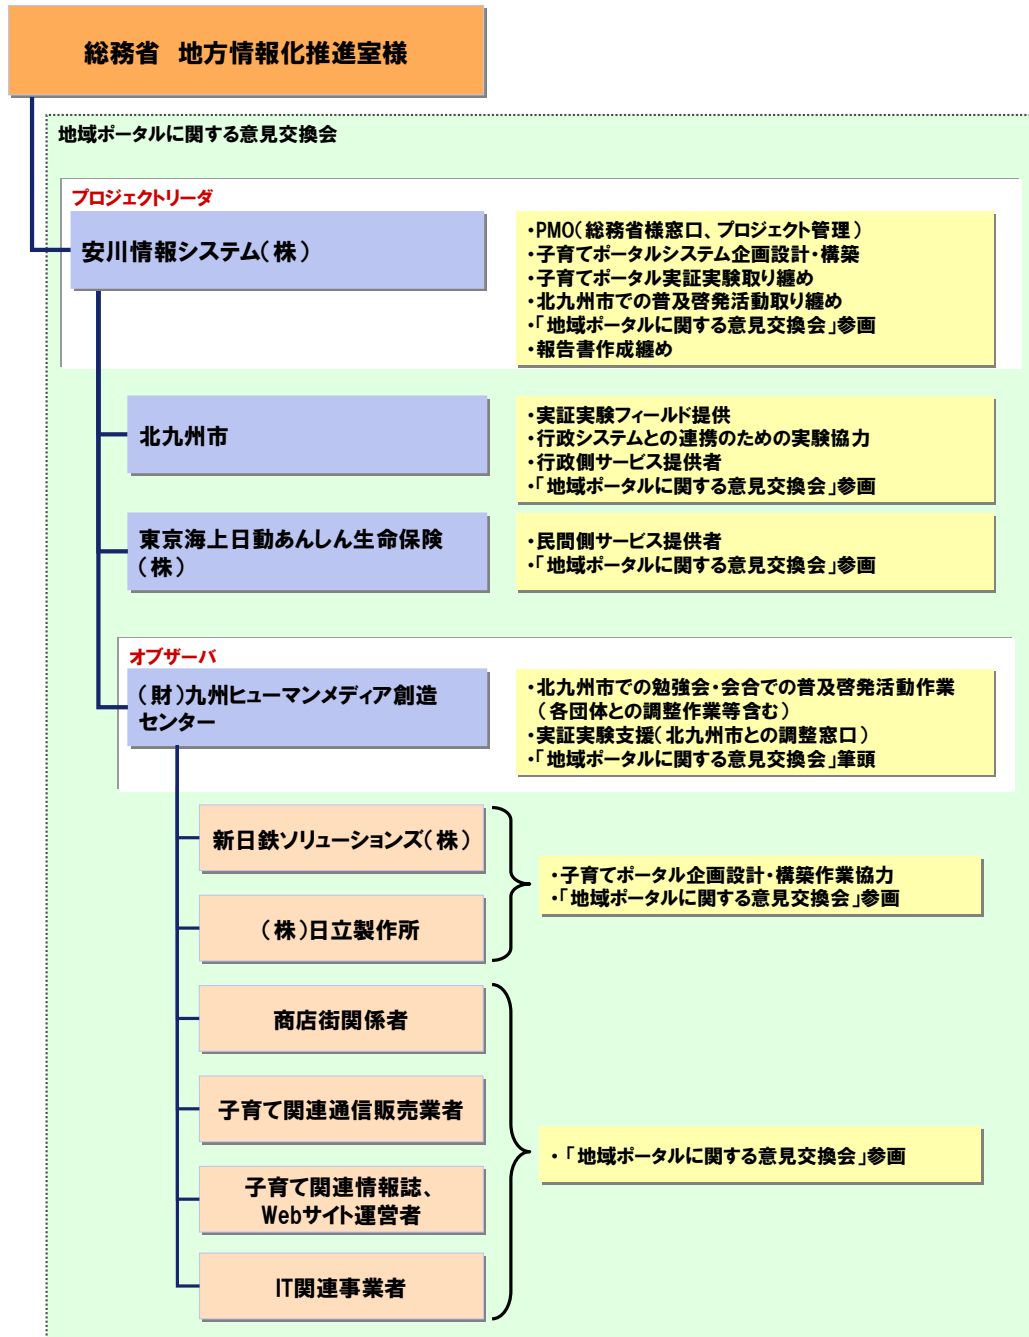 総務省　地方情報化推進室様
地域ポータルに関する意見交換会
プロジェクトリーダ
安川情報システム（株）
・PMO（総務省様窓口、プロジェクト管理）
・子育てポータルシステム企画設計・構築
・子育てポータル実証実験取り纏め
・北九州市での普及啓発活動取り纏め
・「地域ポータルに関する意見交換会」参画
・報告書作成纏め
北九州市
・実証実験フィールド提供
・行政システムとの連携のための実験協力
・行政側サービス提供者
・「地域ポータルに関する意見交換会」参画
東京海上日動あんしん生命保険
（株）
・民間側サービス提供者
・「地域ポータルに関する意見交換会」参画
オブザーバ
（財）九州ヒューマンメディア創造
センター
・北九州市での勉強会・会合での普及啓発活動作業
（各団体との調整作業等含む）
・実証実験支援（北九州市との調整窓口）
・「地域ポータルに関する意見交換会」筆頭
新日鉄ソリューションズ（株）
（株）日立製作所
・子育てポータル企画設計・構築作業協力
・「地域ポータルに関する意見交換会」参画
商店街関係者
子育て関連通信販売業者
子育て関連情報誌、
Webサイト運営者
IT関連事業者
・「地域ポータルに関する意見交換会」参画